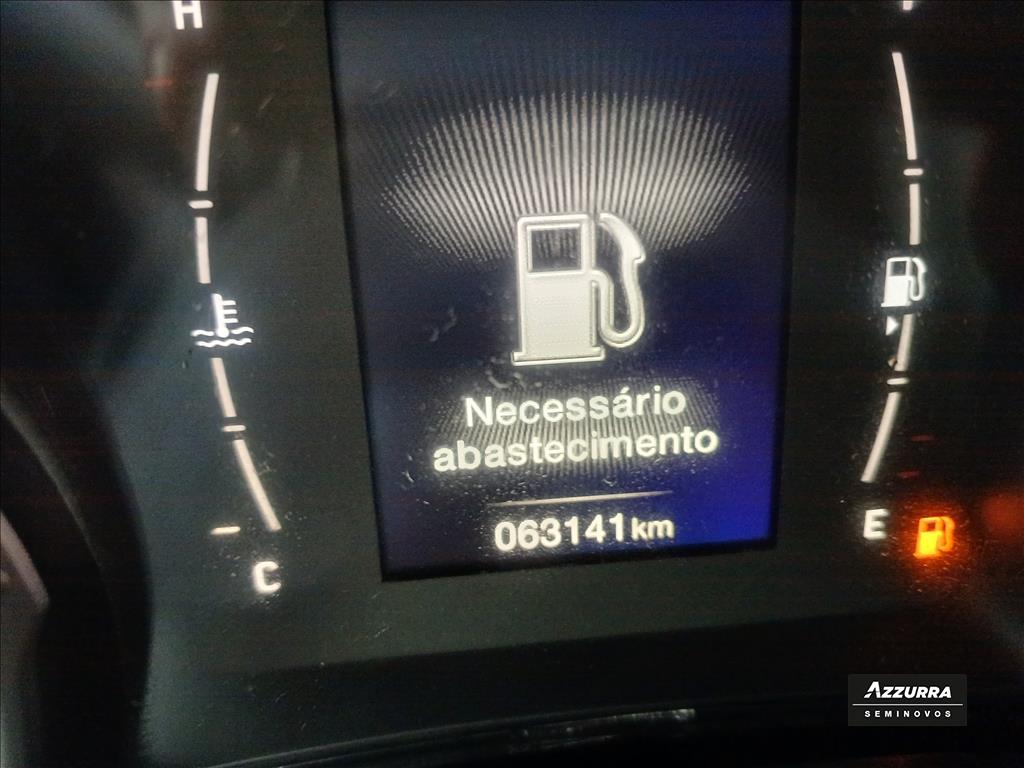 H
Necessário
abastecimento
063141 km
E
C
AZZURRA
SEMINOVOS